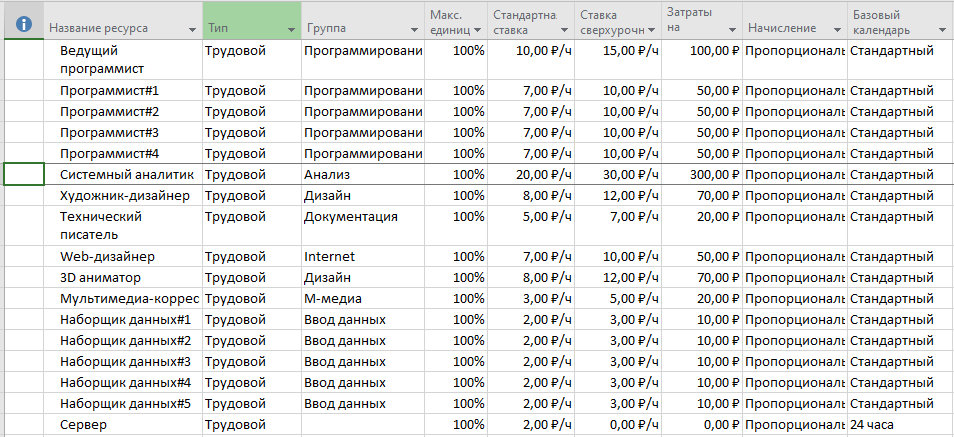 Название ресурса Тип Группа Макс. единиц Стандартна ставка Ставка сверхурочн Затраты на Начисление Базовый календарь
Ведущий программист Трудовой Программировани 100% 10,00 ₽/ч 15,00 ₽/ч 100,00 ₽ Пропорциональ Стандартный
Программист#1 Трудовой Программировани 100% 7,00 ₽/ч 10,00 ₽/ч 50,00 ₽ Пропорциональ Стандартный
Программист#2 Трудовой Программировани 100% 7,00 ₽/ч 10,00 ₽/ч 50,00 ₽ Пропорциональ Стандартный
Программист#3 Трудовой Программировани 100% 7,00 ₽/ч 10,00 ₽/ч 50,00 ₽ Пропорциональ Стандартный
Программист#4 Трудовой Программировани 100% 7,00 ₽/ч 10,00 ₽/ч 50,00 ₽ Пропорциональ Стандартный
Системный аналитик Трудовой Анализ 100% 20,00 ₽/ч 30,00 ₽/ч 300,00 ₽ Пропорциональ Стандартный
Художник-дизайнер Трудовой Дизайн 100% 8,00 ₽/ч 12,00 ₽/ч 70,00 ₽ Пропорциональ Стандартный
Технический писатель Трудовой Документация 100% 5,00 ₽/ч 7,00 ₽/ч 20,00 ₽ Пропорциональ Стандартный
Web-дизайнер Трудовой Internet 100% 7,00 ₽/ч 10,00 ₽/ч 50,00 ₽ Пропорциональ Стандартный
3D аниматор Трудовой Дизайн 100% 8,00 ₽/ч 12,00 ₽/ч 70,00 ₽ Пропорциональ Стандартный
Мультимедиа-коррес Трудовой М-медиа 100% 3,00 ₽/ч 5,00 ₽/ч 20,00 ₽ Пропорциональ Стандартный
Наборщик данных#1 Трудовой Ввод данных 100% 2,00 ₽/ч 3,00 ₽/ч 10,00 ₽ Пропорциональ Стандартный
Наборщик данных#2 Трудовой Ввод данных 100% 2,00 ₽/ч 3,00 ₽/ч 10,00 ₽ Пропорциональ Стандартный
Наборщик данных#3 Трудовой Ввод данных 100% 2,00 ₽/ч 3,00 ₽/ч 10,00 ₽ Пропорциональ Стандартный
Наборщик данных#4 Трудовой Ввод данных 100% 2,00 ₽/ч 3,00 ₽/ч 10,00 ₽ Пропорциональ Стандартный
Наборщик данных#5 Трудовой Ввод данных 100% 2,00 ₽/ч 3,00 ₽/ч 10,00 ₽ Пропорциональ Стандартный
Сервер Трудовой 100% 2,00 ₽/ч 0,00 ₽/ч 0,00 ₽ Пропорциональ 24 часа